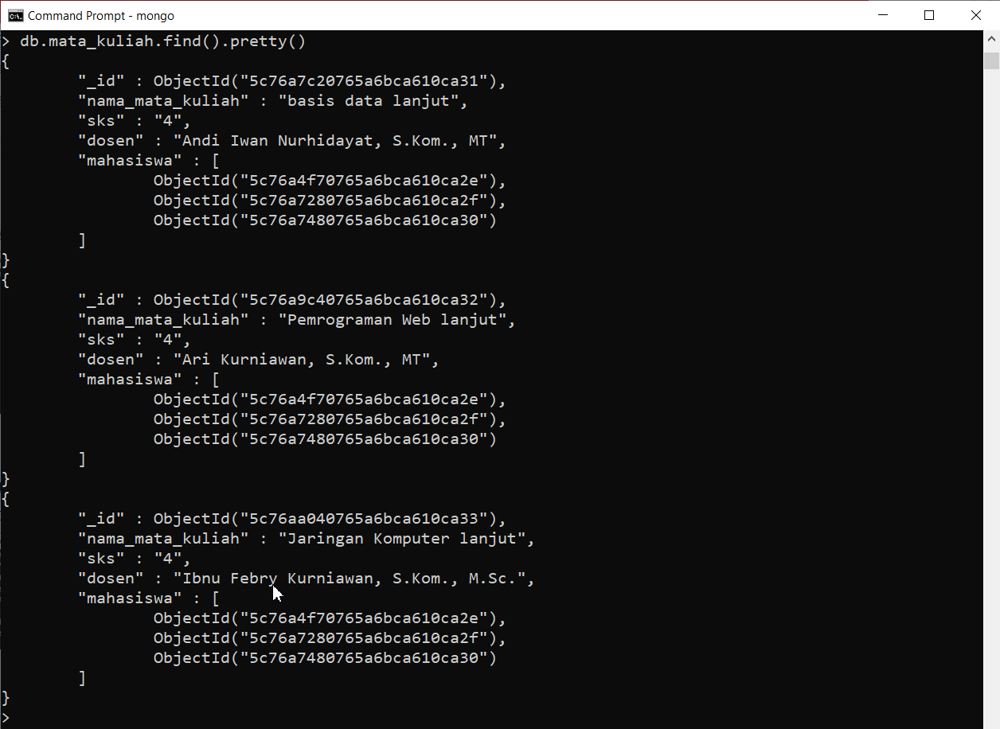 Command Prompt - mongo
> db.mata_kuliah.find().pretty()
{
        "_id" : ObjectId("5c76a7c20765a6bca610ca31"),
        "nama_mata_kuliah" : "basis data lanjut",
        "sks" : "4",
        "dosen" : "Andi Iwan Nurhidayat, S.Kom., MT",
        "mahasiswa" : [
                ObjectId("5c76a4f70765a6bca610ca2e"),
                ObjectId("5c76a7280765a6bca610ca2f"),
                ObjectId("5c76a7480765a6bca610ca30")
        ]
}
{
        "_id" : ObjectId("5c76a9c40765a6bca610ca32"),
        "nama_mata_kuliah" : "Pemrograman Web lanjut",
        "sks" : "4",
        "dosen" : "Ari Kurniawan, S.Kom., MT",
        "mahasiswa" : [
                ObjectId("5c76a4f70765a6bca610ca2e"),
                ObjectId("5c76a7280765a6bca610ca2f"),
                ObjectId("5c76a7480765a6bca610ca30")
        ]
}
{
        "_id" : ObjectId("5c76aa040765a6bca610ca33"),
        "nama_mata_kuliah" : "Jaringan Komputer lanjut",
        "sks" : "4",
        "dosen" : "Ibnu Febry Kurniawan, S.Kom., M.Sc.",
        "mahasiswa" : [
                ObjectId("5c76a4f70765a6bca610ca2e"),
                ObjectId("5c76a7280765a6bca610ca2f"),
                ObjectId("5c76a7480765a6bca610ca30")
        ]
}
>